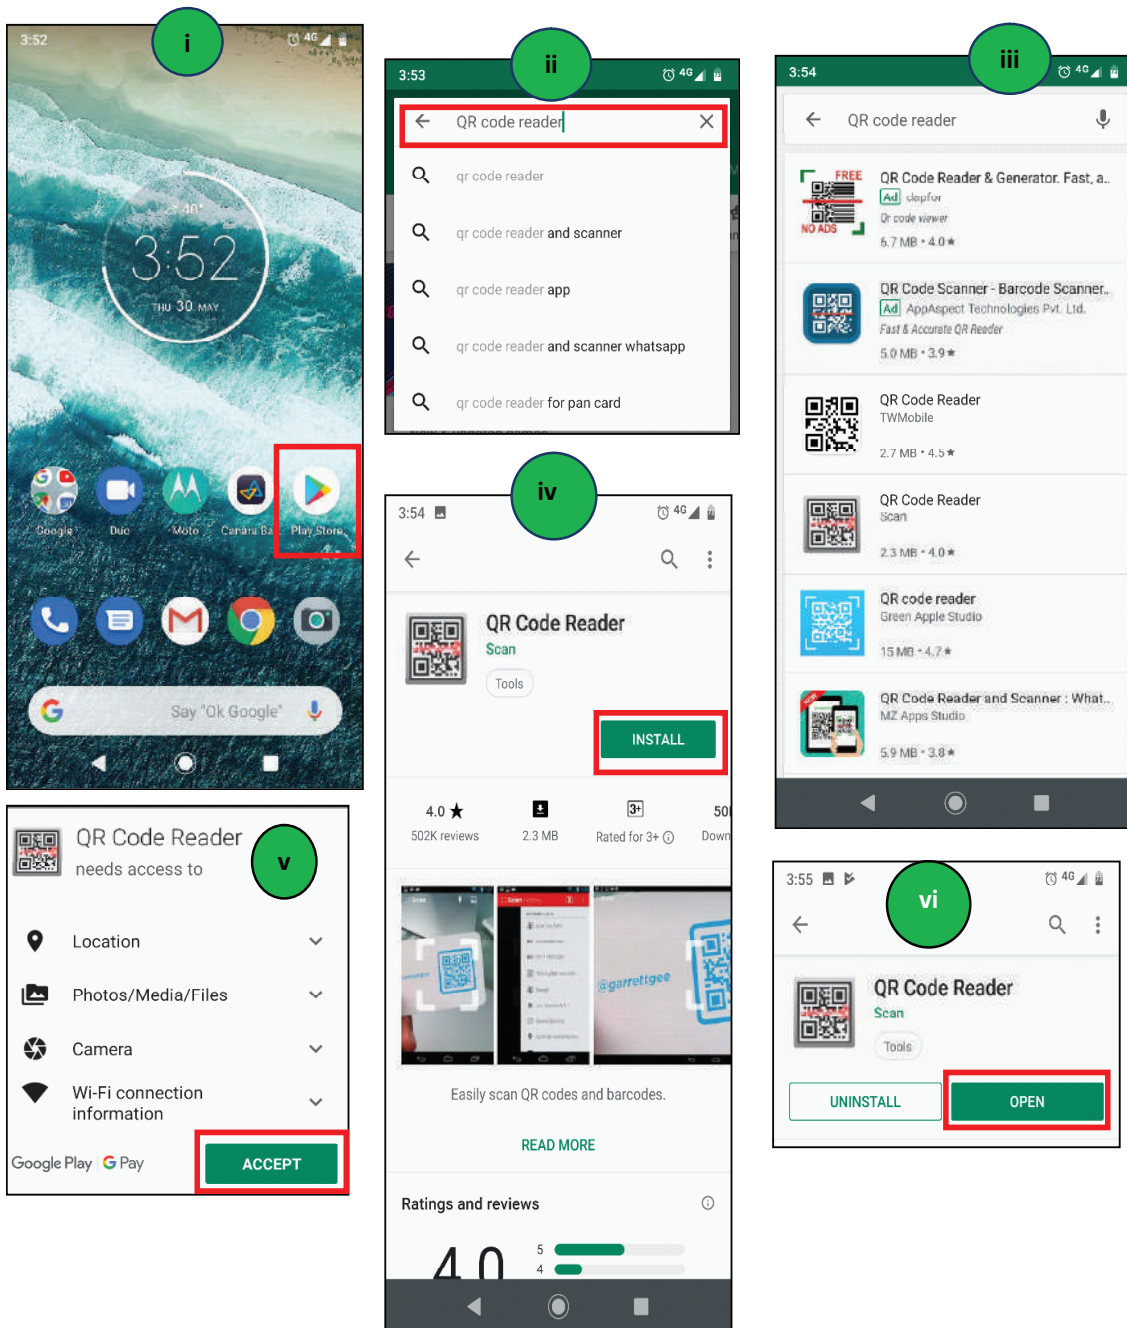 i
3:52
4G
40°
3:52
THU 30 MAY
Google
Duo
Moto
Canara Ba
Play Store
Say "Ok Google"
ii
3:53
4G
QR code reader
qr code reader
qr code reader and scanner
qr code reader app
qr code reader and scanner whatsapp
qr code reader for pan card
iii
3:54
4G
QR code reader
FREE
NO ADS
QR Code Reader & Generator. Fast, a..
Ad clapfor
Qr code viewer
6.7 MB • 4.0 ★
QR Code Scanner - Barcode Scanner..
Ad AppAspect Technologies Pvt. Ltd.
Fast & Accurate QR Reader
5.0 MB • 3.9 ★
QR Code Reader
TWMobile
2.7 MB • 4.5 ★
QR Code Reader
Scan
2.3 MB • 4.0 ★
QR code reader
Green Apple Studio
15 MB • 4.7 ★
QR Code Reader and Scanner : What..
MZ Apps Studio
5.9 MB • 3.8 ★
iv
3:54
4G
QR Code Reader
Scan
Tools
INSTALL
4.0 ★
502K reviews
2.3 MB
3+
Rated for 3+
50
Down
@garrettgee
Easily scan QR codes and barcodes.
READ MORE
Ratings and reviews
4.0
5
4
v
QR Code Reader
needs access to
Location
Photos/Media/Files
Camera
Wi-Fi connection
information
Google Play
G Pay
ACCEPT
vi
3:55
4G
QR Code Reader
Scan
Tools
UNINSTALL
OPEN